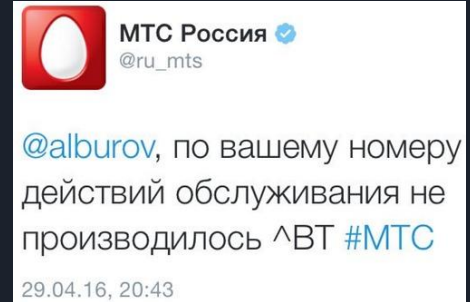 МТС Россия
@ru_mts
@alburov, по вашему номеру
действий обслуживания не
производилось ^ВТ #МТС
29.04.16, 20:43